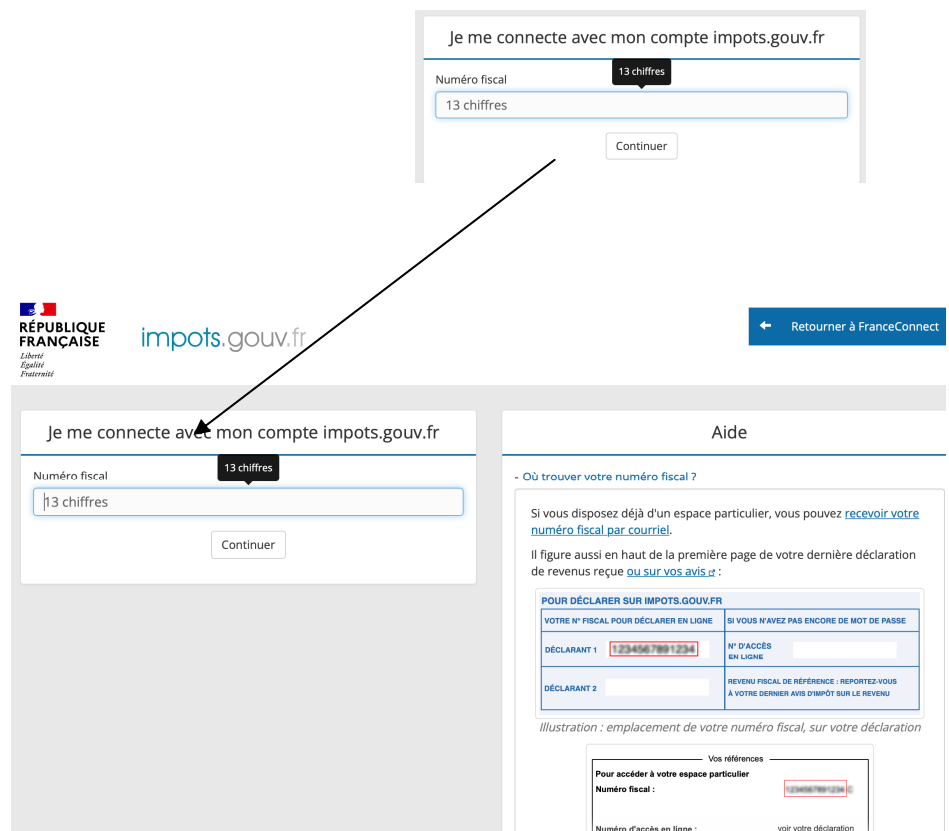 Je me connecte avec mon compte impots.gouv.fr
13 chiffres
Numéro fiscal
13 chiffres
Continuer
RÉPUBLIQUE
FRANÇAISE
Liberté
Égalité
Fraternité
impots.gouv.fr
Retourner à FranceConnect
Je me connecte avec mon compte impots.gouv.fr
13 chiffres
Numéro fiscal
13 chiffres
Continuer
Aide
- Où trouver votre numéro fiscal ?
Si vous disposez déjà d'un espace particulier, vous pouvez recevoir votre
numéro fiscal par courriel.
Il figure aussi en haut de la première page de votre dernière déclaration
de revenus reçue ou sur vos avis :
POUR DÉCLARER SUR IMPOTS.GOUV.FR
VOTRE N° FISCAL POUR DÉCLARER EN LIGNE
SI VOUS N'AVEZ PAS ENCORE DE MOT DE PASSE
DÉCLARANT 1
1234567891234
N° D'ACCÈS
EN LIGNE
DÉCLARANT 2
REVENU FISCAL DE RÉFÉRENCE : REPORTEZ-VOUS
À VOTRE DERNIER AVIS D'IMPÔT SUR LE REVENU
Illustration : emplacement de votre numéro fiscal, sur votre déclaration
Vos références
Pour accéder à votre espace particulier
Numéro fiscal :
1234567891234 C
Numéro d'accès en ligne :
voir votre déclaration